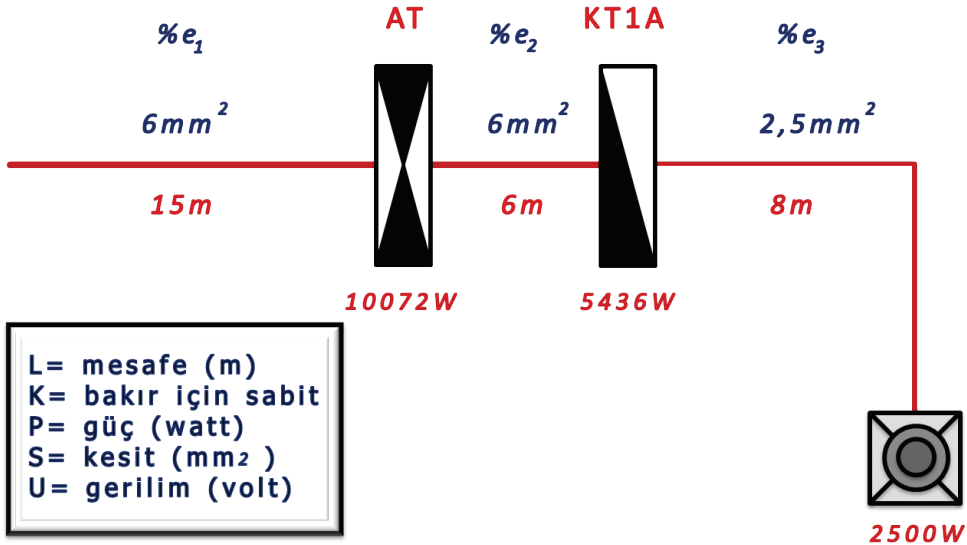 AT
KT1A
%e₁
%e₂
%e₃
6mm²
6mm²
2,5mm²
15m
6m
8m
10072W
5436W
L= mesafe (m)
K= bakır için sabit
P= güç (watt)
S= kesit (mm2 )
U= gerilim (volt)
2500W